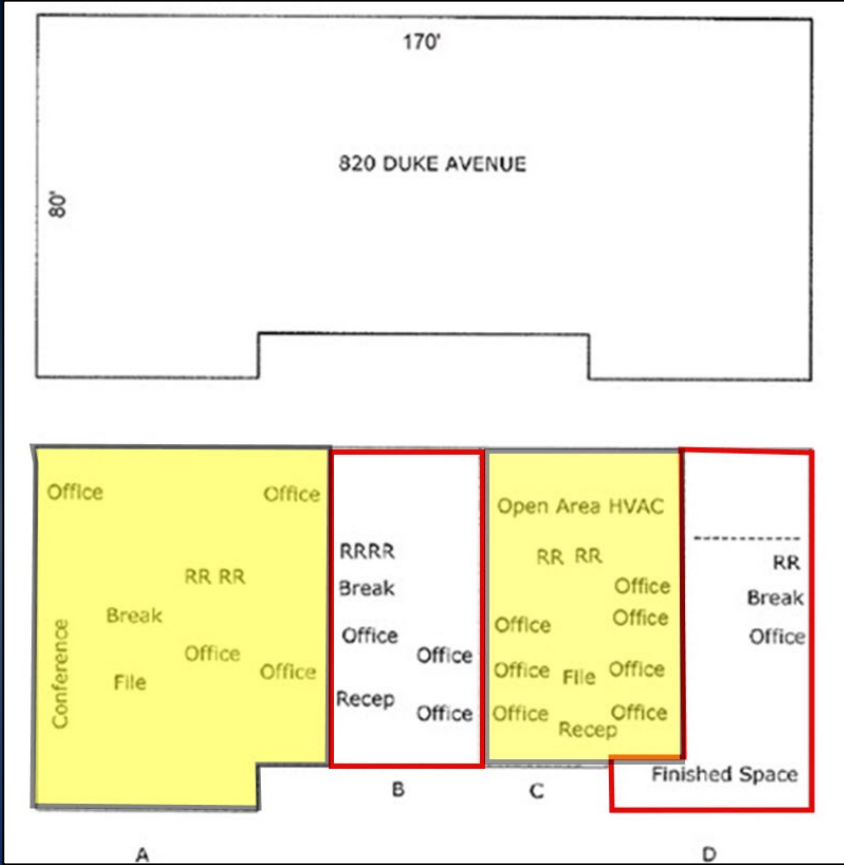 170'
820 DUKE AVENUE
80'
Office
Office
RR RR
Break
Office
Office
File
Conference
A
RRRR
Break
Office
Office
Recep
Office
B
Open Area HVAC
RR RR
Office
Office
Office
Office
File
Office
Office
Office
Recep
C
RR
Break
Office
Finished Space
D